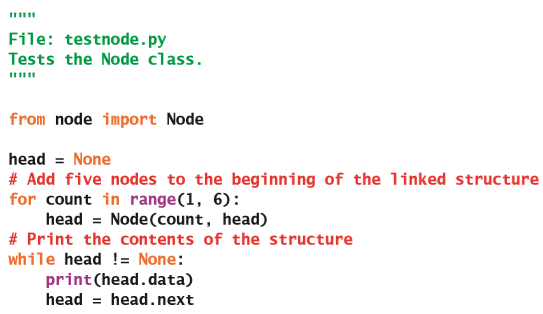 """
File: testnode.py
Tests the Node class.
"""

from node import Node

head = None
# Add five nodes to the beginning of the linked structure
for count in range(1, 6):
    head = Node(count, head)
# Print the contents of the structure
while head != None:
    print(head.data)
    head = head.next